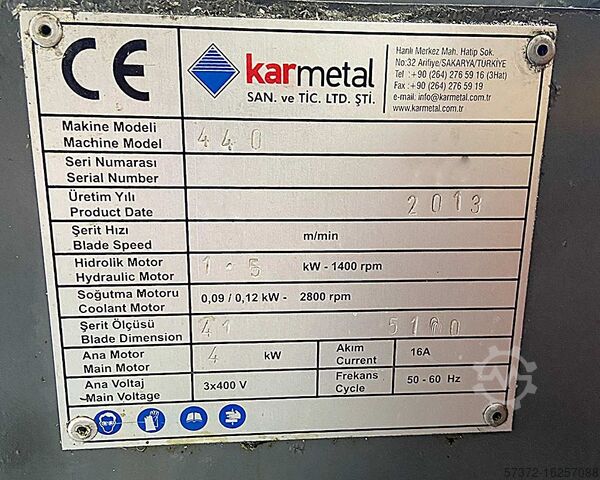 CE
karmetal
SAN. ve TİC. LTD. ŞTİ.
Hanlı Merkez Mah. Hatip Sok.
No:32 Arifiye/SAKARYA/TÜRKİYE
Tel :+90 (264) 276 59 16 (3Hat)
Fax :+90 (264) 276 59 19
e-mail: info@karmetal.com.tr
www.karmetal.com.tr
Makine Modeli
Machine Model
440
Seri Numarası
Serial Number
Üretim Yılı
Product Date
2013
Şerit Hızı
Blade Speed
m/min
Hidrolik Motor
Hydraulic Motor
1-5 kW - 1400 rpm
Soğutma Motoru
Coolant Motor
0,09 / 0,12 kW - 2800 rpm
Şerit Ölçüsü
Blade Dimension
41 5100
Ana Motor
Main Motor
4 kW
Akım
Current
16A
Ana Voltaj
Main Voltage
3x400 V
Frekans
Cycle
50 - 60 Hz
57372-16257088